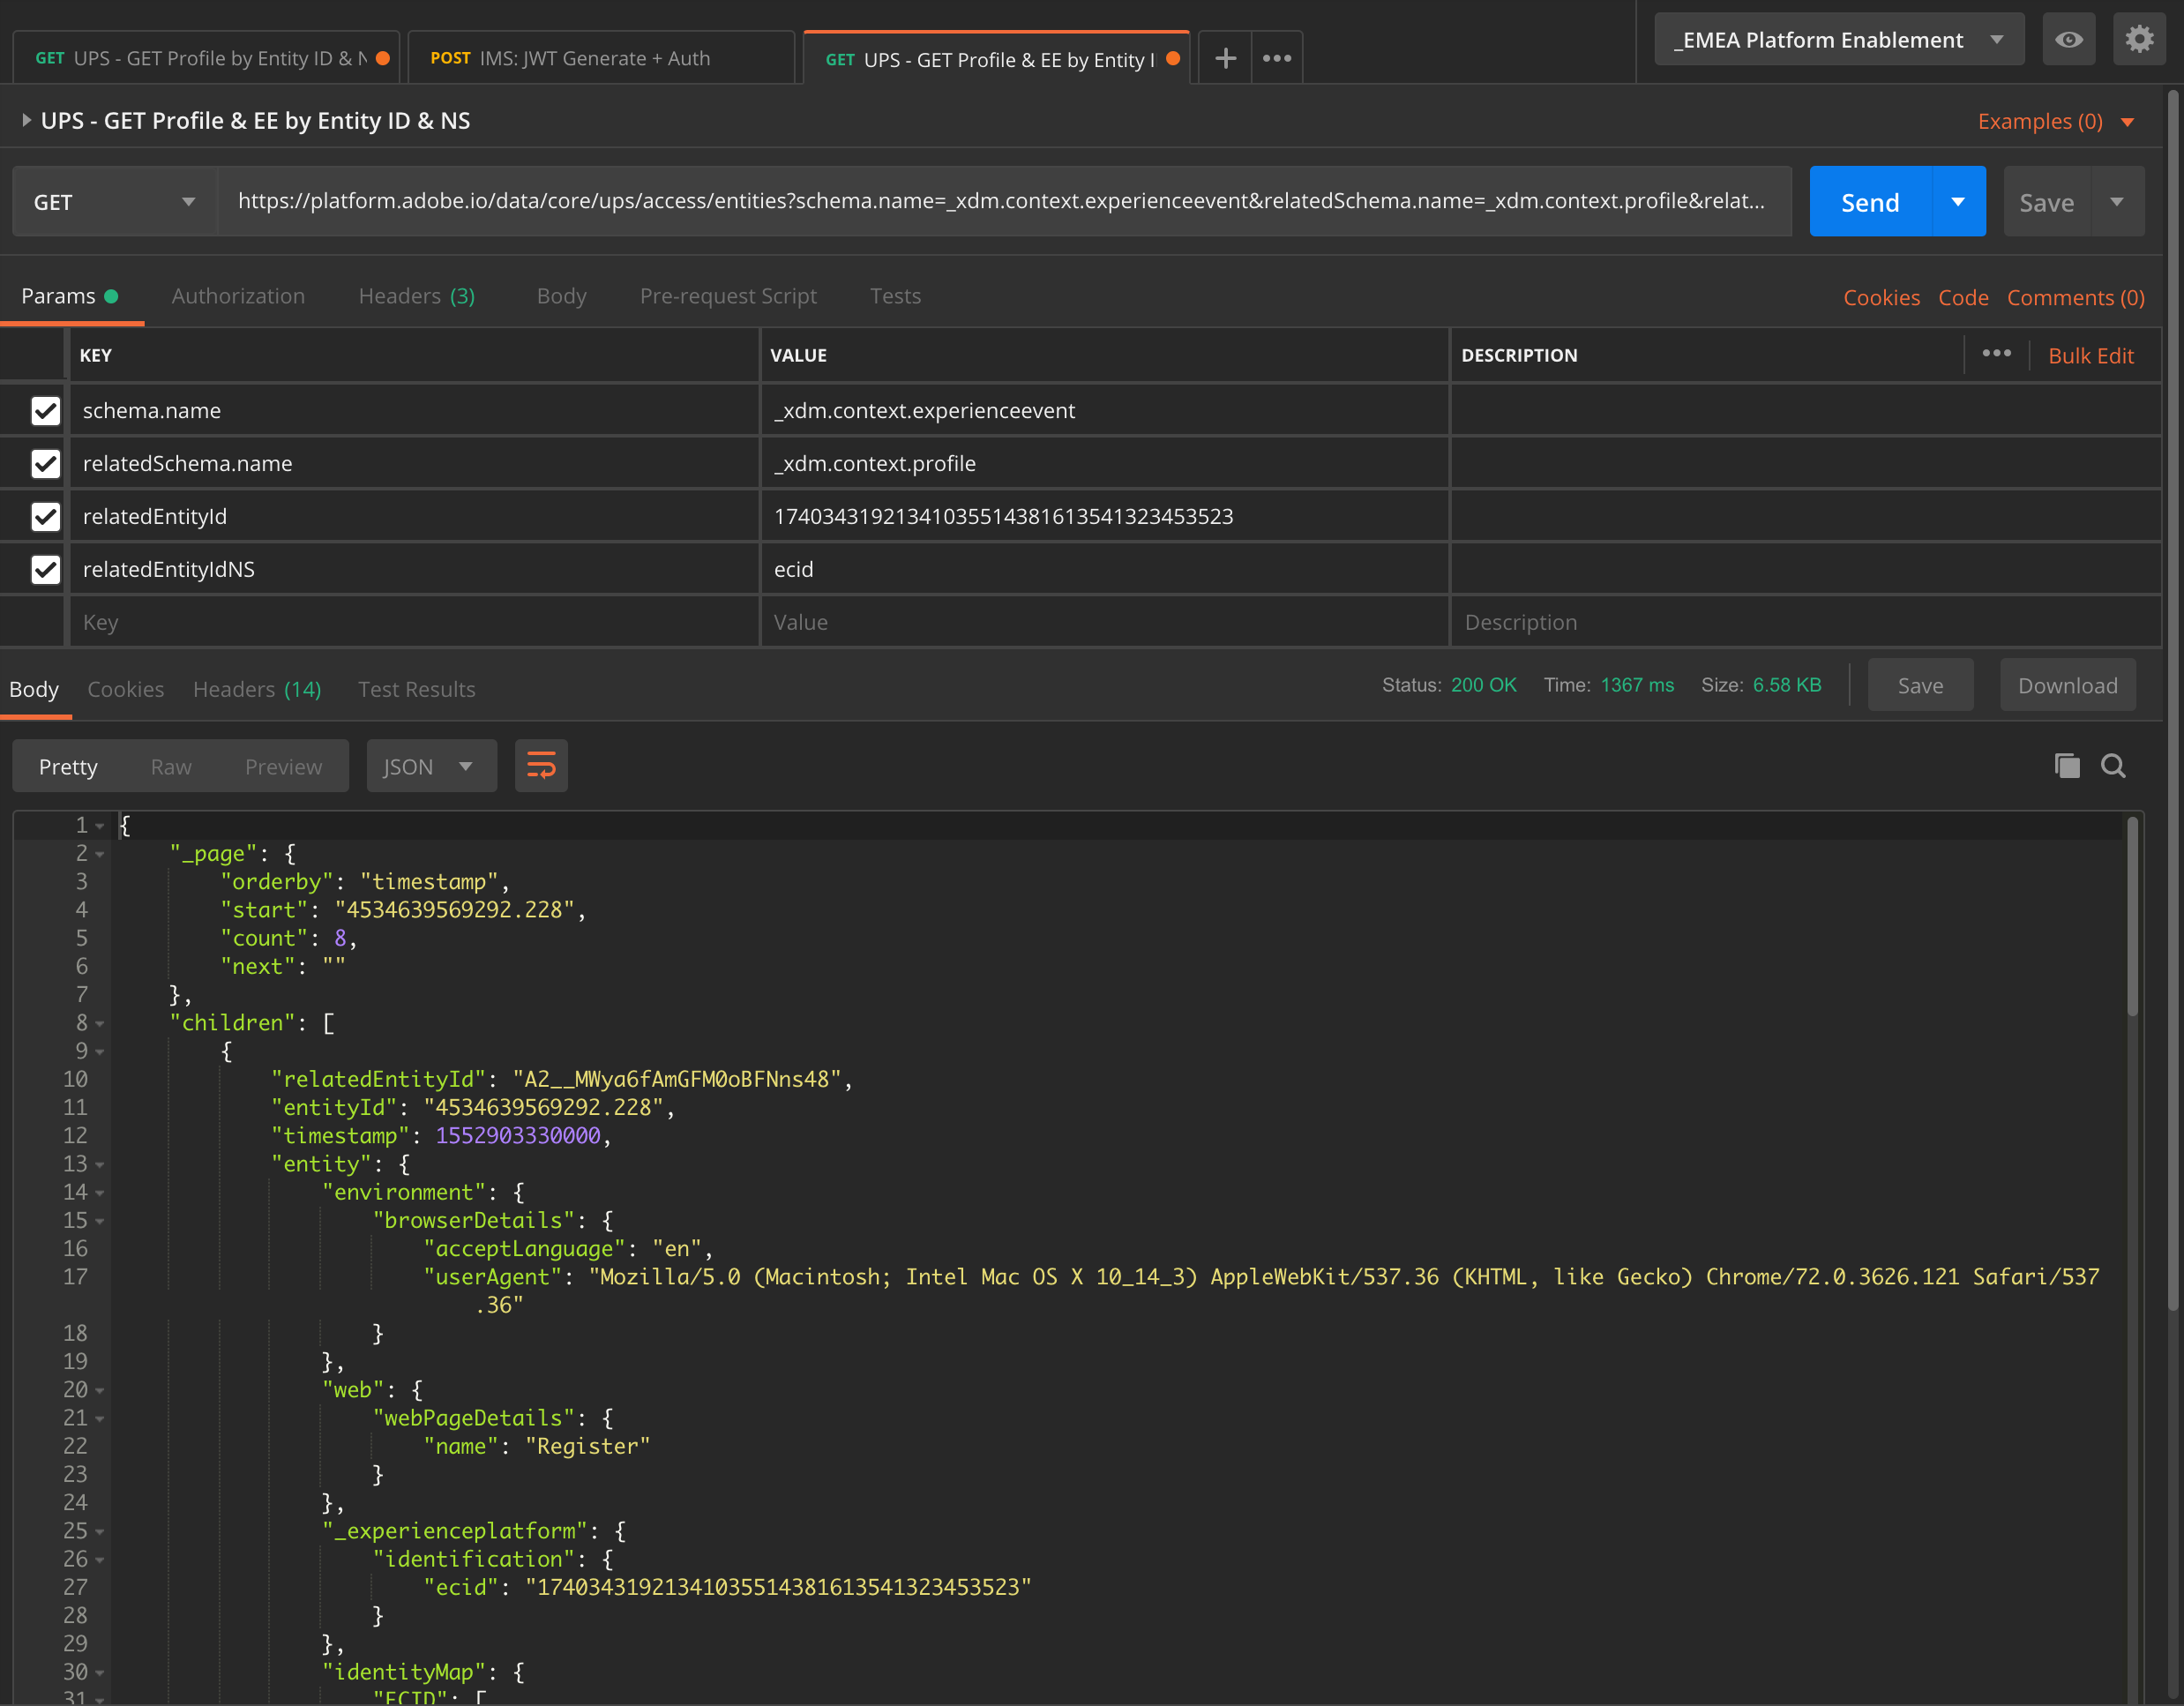 GET UPS - GET Profile by Entity ID & N
POST IMS: JWT Generate + Auth
GET UPS - GET Profile & EE by Entity I
_EMEA Platform Enablement
UPS - GET Profile & EE by Entity ID & NS
Examples (0)
GET
https://platform.adobe.io/data/core/ups/access/entities?schema.name=_xdm.context.experienceevent&relatedSchema.name=_xdm.context.profile&relat...
Send
Save
Params
Authorization
Headers (3)
Body
Pre-request Script
Tests
Cookies
Code
Comments (0)
KEY
VALUE
DESCRIPTION
Bulk Edit
schema.name
_xdm.context.experienceevent
relatedSchema.name
_xdm.context.profile
relatedEntityId
17403431921341035514381613541323453523
relatedEntityIdNS
ecid
Key
Value
Description
Body
Cookies
Headers (14)
Test Results
Status: 200 OK
Time: 1367 ms
Size: 6.58 KB
Save
Download
Pretty
Raw
Preview
JSON
1 {
2 "_page": {
3 "orderby": "timestamp",
4 "start": "4534639569292.228",
5 "count": 8,
6 "next": ""
7 },
8 "children": [
9 {
10 "relatedEntityId": "A2__MWya6fAmGFM0oBFNns48",
11 "entityId": "4534639569292.228",
12 "timestamp": 1552903330000,
13 "entity": {
14 "environment": {
15 "browserDetails": {
16 "acceptLanguage": "en",
17 "userAgent": "Mozilla/5.0 (Macintosh; Intel Mac OS X 10_14_3) AppleWebKit/537.36 (KHTML, like Gecko) Chrome/72.0.3626.121 Safari/537
.36"
18 }
19 },
20 "web": {
21 "webPageDetails": {
22 "name": "Register"
23 }
24 },
25 "_experienceplatform": {
26 "identification": {
27 "ecid": "17403431921341035514381613541323453523"
28 }
29 },
30 "identityMap": {
31 "ECID": [